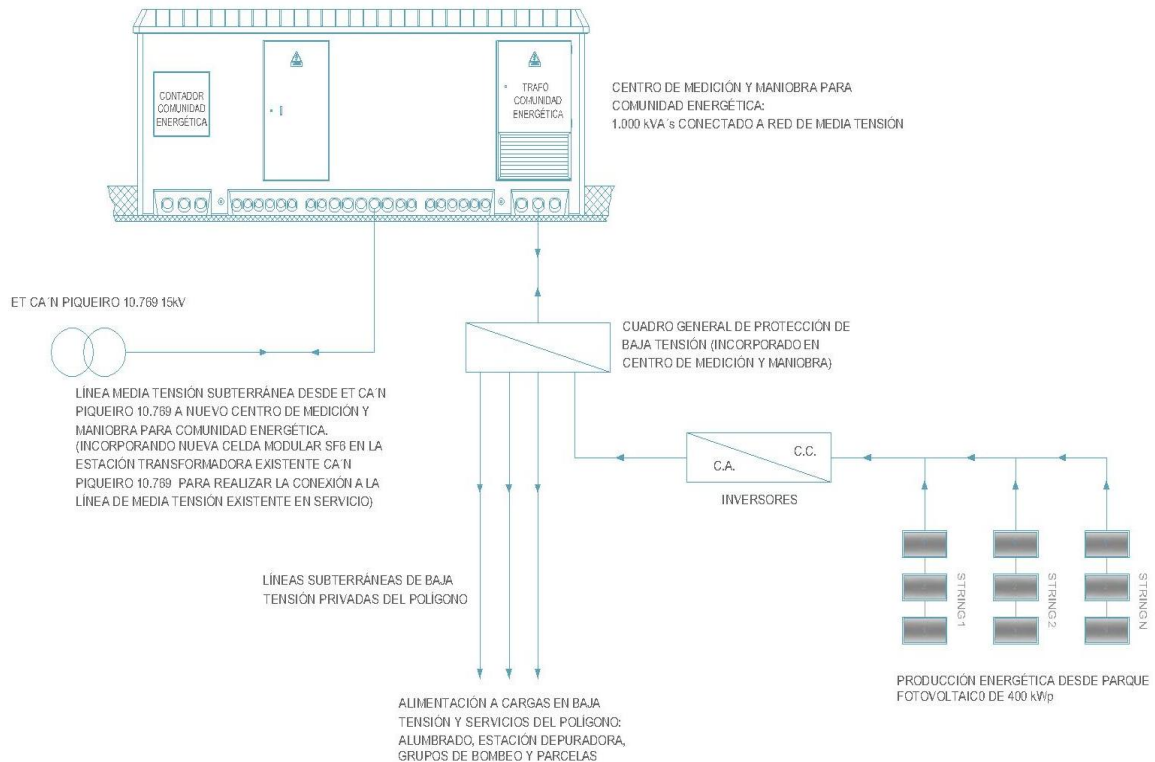 CONTADOR
COMUNIDAD
ENERGÉTICA
TRAFO
COMUNIDAD
ENERGÉTICA
CENTRO DE MEDICIÓN Y MANIOBRA PARA
COMUNIDAD ENERGÉTICA:
1.000 kVA´s CONECTADO A RED DE MEDIA TENSIÓN
ET CA´N PIQUEIRO 10.769 15kV
LÍNEA MEDIA TENSIÓN SUBTERRÁNEA DESDE ET CA´N
PIQUEIRO 10.769 A NUEVO CENTRO DE MEDICIÓN Y
MANIOBRA PARA COMUNIDAD ENERGÉTICA.
(INCORPORANDO NUEVA CELDA MODULAR SF6 EN LA
ESTACIÓN TRANSFORMADORA EXISTENTE CA´N
PIQUEIRO 10.769 PARA REALIZAR LA CONEXIÓN A LA
LÍNEA DE MEDIA TENSIÓN EXISTENTE EN SERVICIO)
CUADRO GENERAL DE PROTECCIÓN DE
BAJA TENSIÓN (INCORPORADO EN
CENTRO DE MEDICIÓN Y MANIOBRA)
C.A.
C.C.
INVERSORES
LÍNEAS SUBTERRÁNEAS DE BAJA
TENSIÓN PRIVADAS DEL POLÍGONO
STRING 1
STRING 2
STRING N
PRODUCCIÓN ENERGÉTICA DESDE PARQUE
FOTOVOLTAICO DE 400 kWp
ALIMENTACIÓN A CARGAS EN BAJA
TENSIÓN Y SERVICIOS DEL POLÍGONO:
ALUMBRADO, ESTACIÓN DEPURADORA,
GRUPOS DE BOMBEO Y PARCELAS